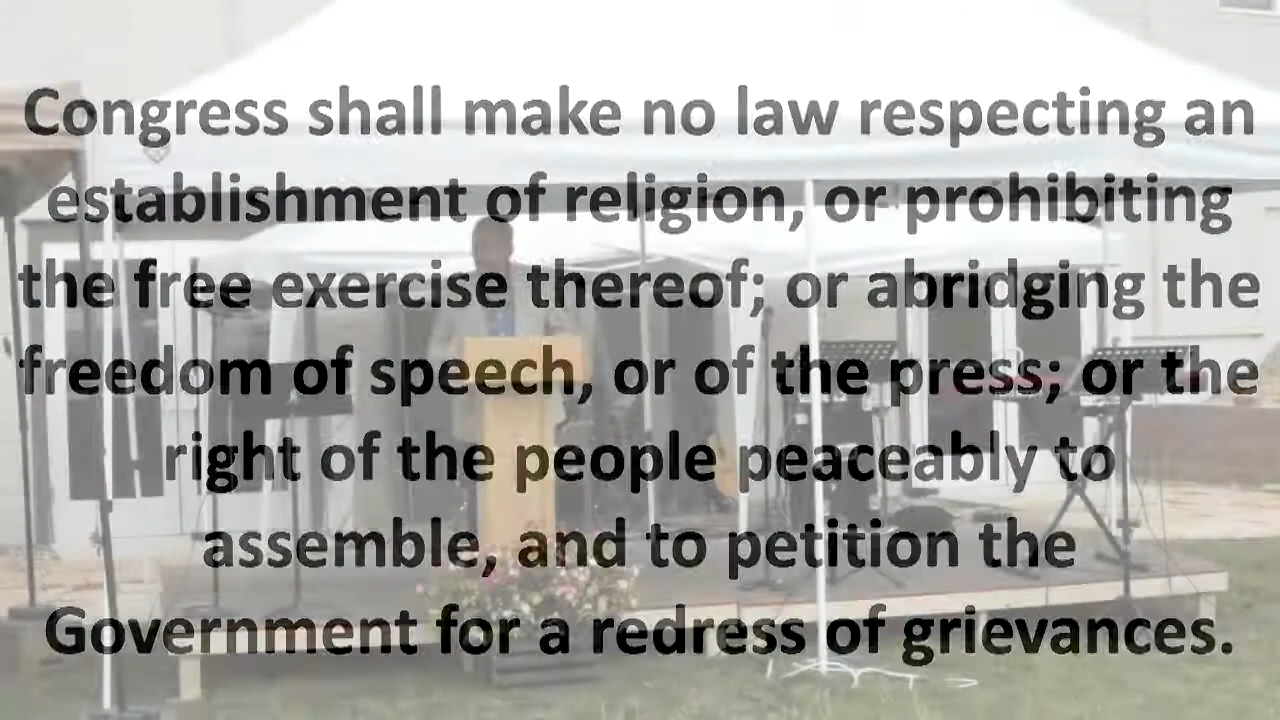 Congress shall make no law respecting an
establishment of religion, or prohibiting
the free exercise thereof; or abridging the
freedom of speech, or of the press; or the
right of the people peaceably to
assemble, and to petition the
Government for a redress of grievances.